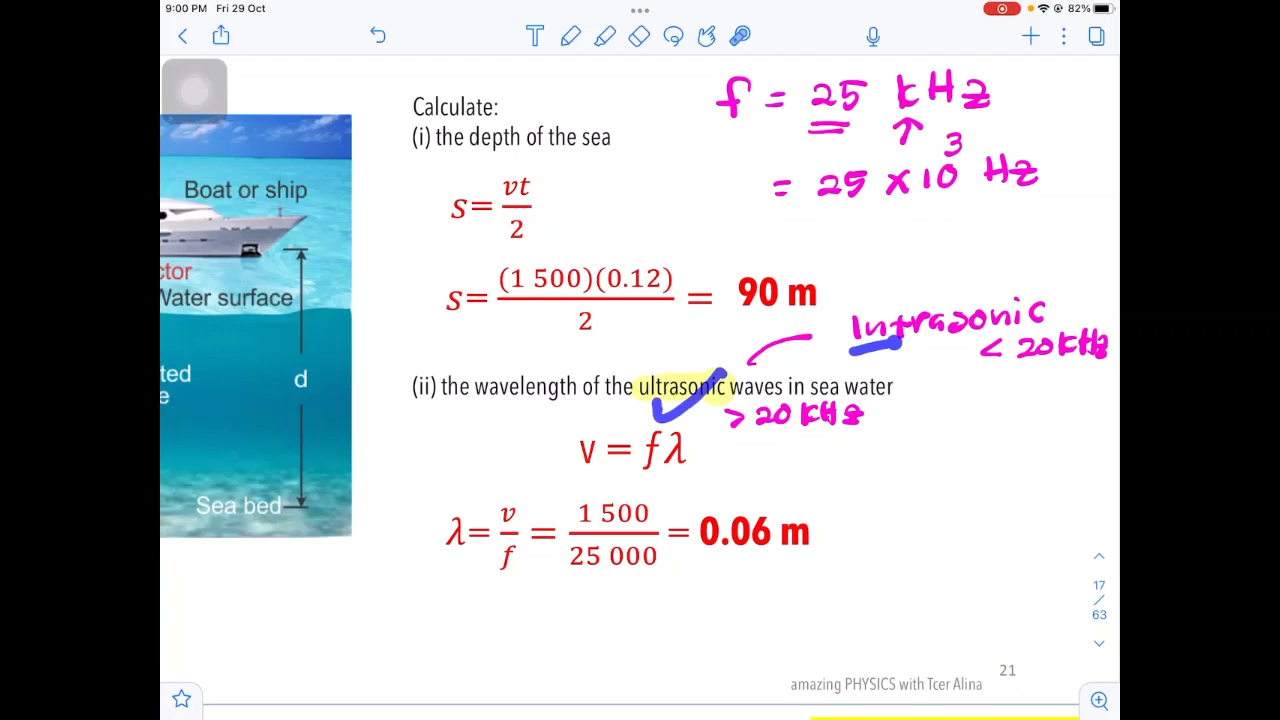 9:00 PM Fri 29 Oct
82%
Calculate:
(i) the depth of the sea
f = 25 kHz
= 25 × 10³ Hz
s= vt/2
s= (1 500)(0.12)/2 = 90 m
Infrasonic
< 20 kHz
(ii) the wavelength of the ultrasonic waves in sea water
> 20 kHz
v = fλ
λ= v/f = 1 500/25 000 = 0.06 m
Boat or ship
ctor
Water surface
ted
e
d
Sea bed
17
/
63
21
amazing PHYSICS with Tcer Alina